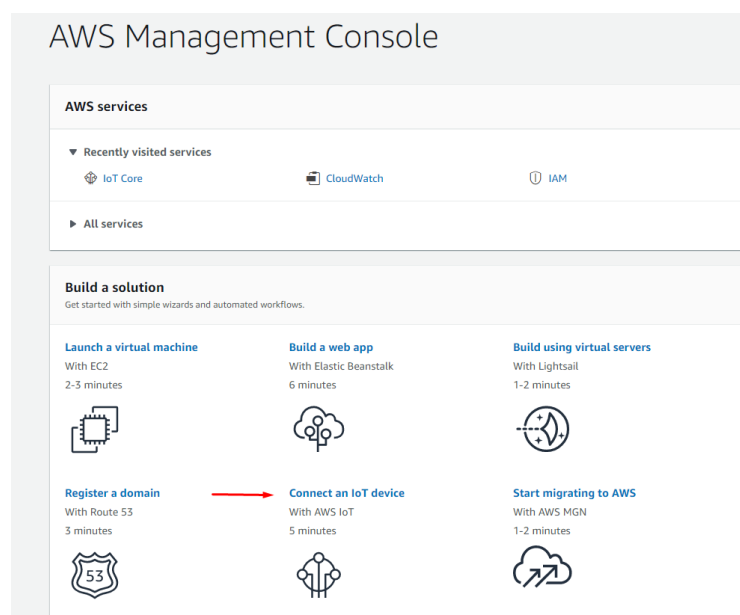 AWS Management Console
AWS services
Recently visited services
IoT Core CloudWatch IAM
All services
Build a solution
Get started with simple wizards and automated workflows.
Launch a virtual machine Build a web app Build using virtual servers
With EC2 With Elastic Beanstalk With Lightsail
2-3 minutes 6 minutes 1-2 minutes
Register a domain Connect an IoT device Start migrating to AWS
With Route 53 With AWS IoT With AWS MGN
3 minutes 5 minutes 1-2 minutes
53